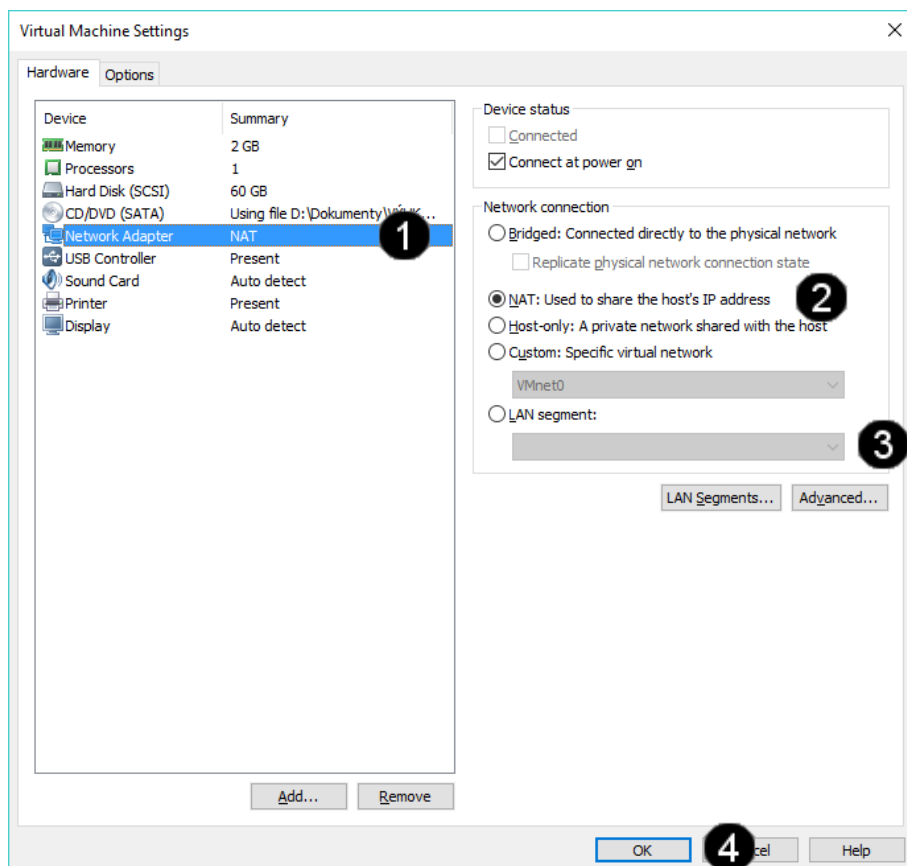 Virtual Machine Settings
Hardware Options
Device Summary
Memory 2 GB
Processors 1
Hard Disk (SCSI) 60 GB
CD/DVD (SATA) Using file D:\Dokumenty\VÝUK...
Network Adapter NAT
USB Controller Present
Sound Card Auto detect
Printer Present
Display Auto detect
1
Add... Remove
Device status
Connected
Connect at power on
Network connection
Bridged: Connected directly to the physical network
Replicate physical network connection state
NAT: Used to share the host's IP address
2
Host-only: A private network shared with the host
Custom: Specific virtual network
VMnet0
LAN segment:
3
LAN Segments... Advanced...
OK 4 cel Help